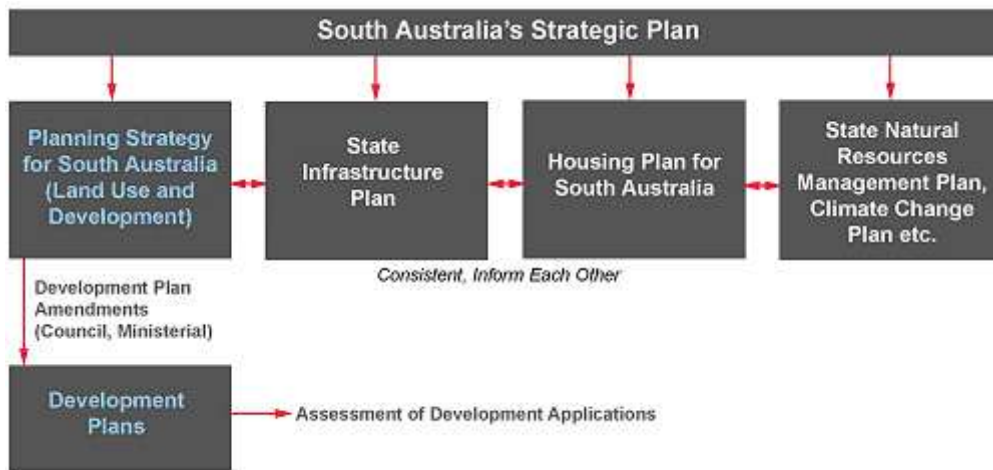 South Australia's Strategic Plan
Planning Strategy
for South Australia
(Land Use and
Development)
State
Infrastructure
Plan
Housing Plan for
South Australia
State Natural
Resources
Management Plan,
Climate Change
Plan etc.
Consistent, Inform Each Other
Development Plan
Amendments
(Council, Ministerial)
Development
Plans
Assessment of Development Applications